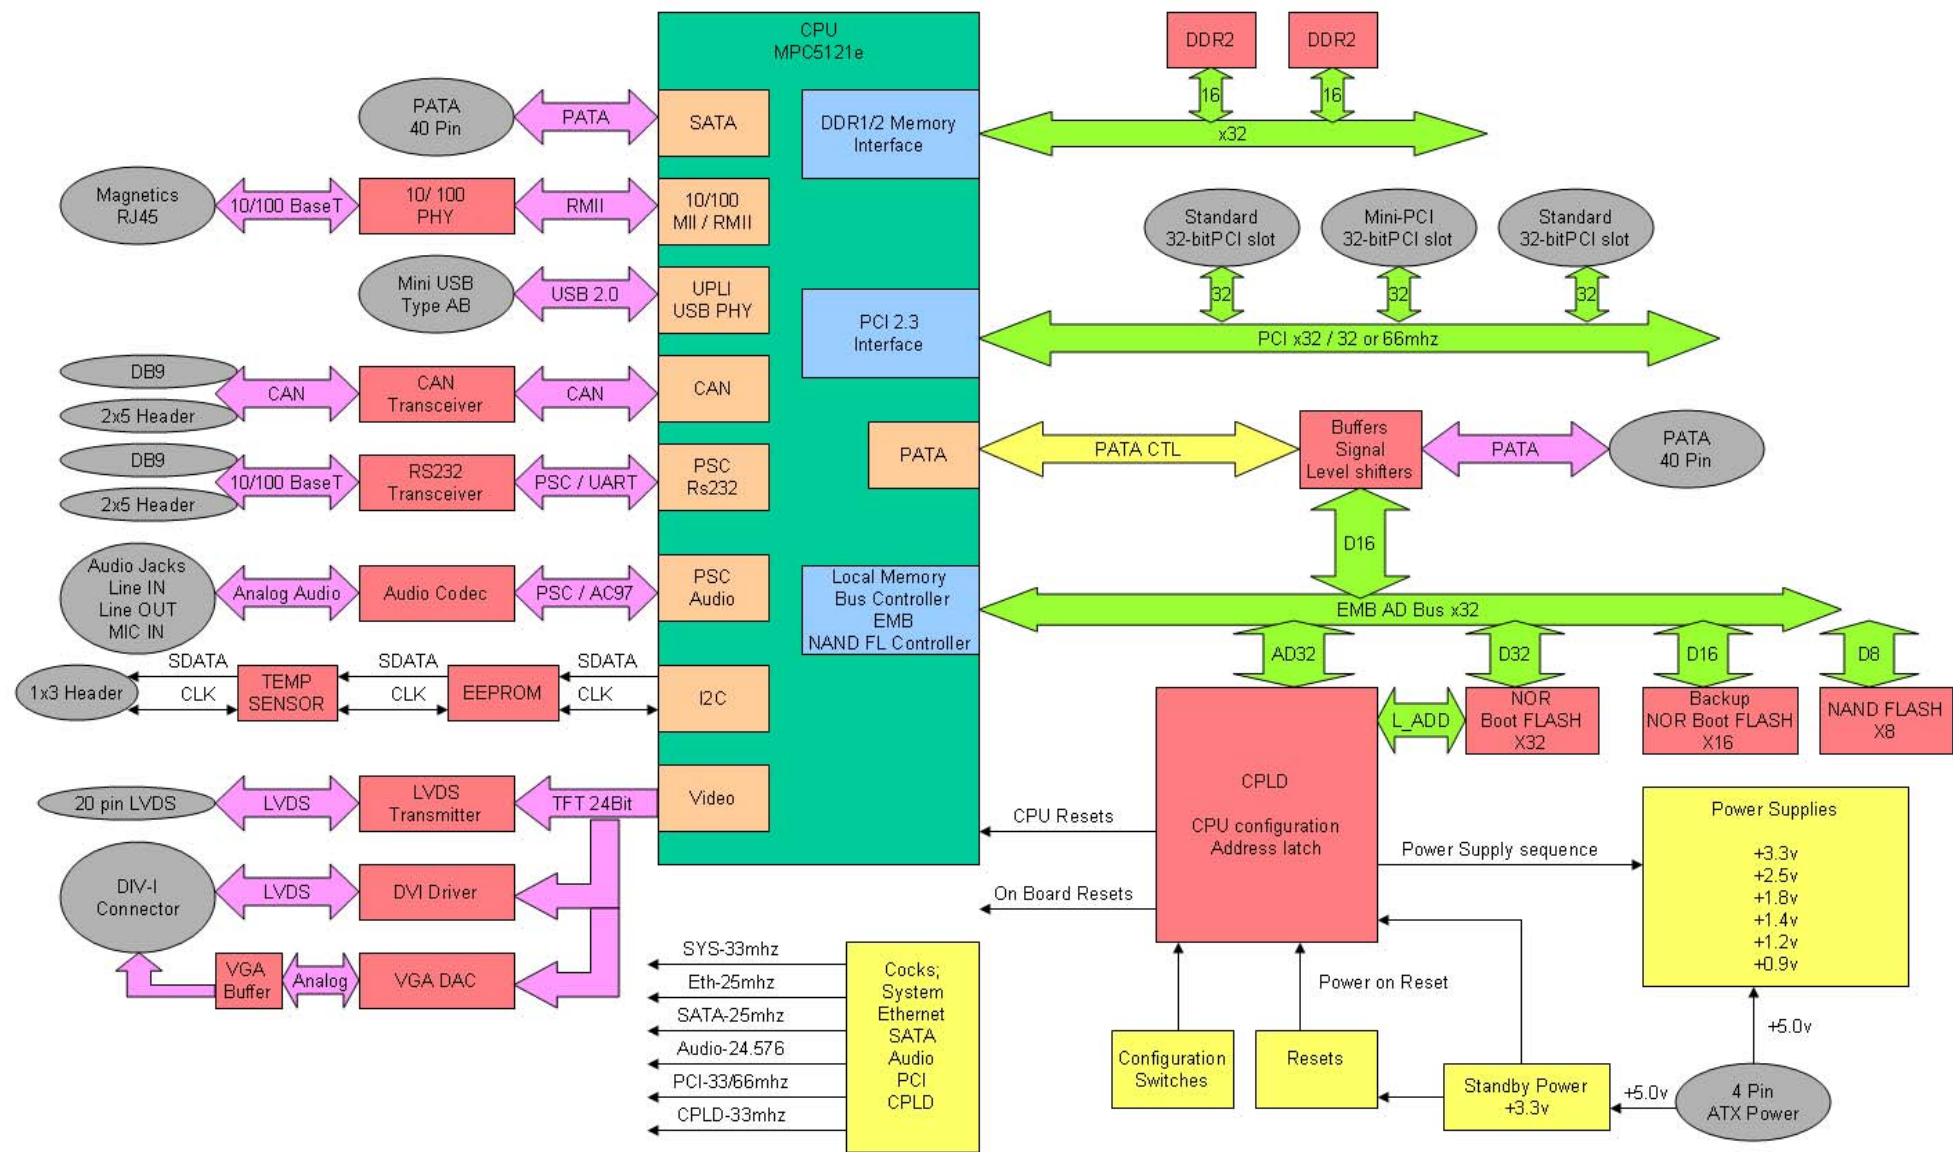 CPU
MPC5121e
DDR2
DDR2
16
16
x32
DDR1/2 Memory
Interface
PATA
40 Pin
PATA
SATA
Magnetics
RJ45
10/100 BaseT
10/ 100
PHY
RMII
10/100
MII / RMII
Standard
32-bitPCI slot
Mini-PCI
32-bitPCI slot
Standard
32-bitPCI slot
32
32
32
PCI x32 / 32 or 66mhz
PCI 2.3
Interface
Mini USB
Type AB
USB 2.0
UPLI
USB PHY
DB9
2x5 Header
CAN
CAN
Transceiver
CAN
CAN
PATA
PATA CTL
Buffers
Signal
Level shifters
PATA
PATA
40 Pin
DB9
2x5 Header
10/100 BaseT
RS232
Transceiver
PSC / UART
PSC
Rs232
D16
Audio Jacks
Line IN
Line OUT
MIC IN
Analog Audio
Audio Codec
PSC / AC97
PSC
Audio
Local Memory
Bus Controller
EMB
NAND FL Controller
EMB AD Bus x32
AD32
D32
D16
D8
1x3 Header
SDATA
CLK
TEMP
SENSOR
SDATA
CLK
EEPROM
SDATA
CLK
I2C
L_ADD
NOR
Boot FLASH
X32
Backup
NOR Boot FLASH
X16
NAND FLASH
X8
20 pin LVDS
LVDS
LVDS
Transmitter
TFT 24Bit
Video
CPLD
CPU configuration
Address latch
CPU Resets
On Board Resets
Power Supply sequence
Power Supplies
+3.3v
+2.5v
+1.8v
+1.4v
+1.2v
+0.9v
DIV-I
Connector
LVDS
DVI Driver
VGA
Buffer
Analog
VGA DAC
SYS-33mhz
Eth-25mhz
SATA-25mhz
Audio-24.576
PCI-33/66mhz
CPLD-33mhz
Cocks;
System
Ethernet
SATA
Audio
PCI
CPLD
Power on Reset
Configuration
Switches
Resets
Standby Power
+3.3v
+5.0v
+5.0v
4 Pin
ATX Power